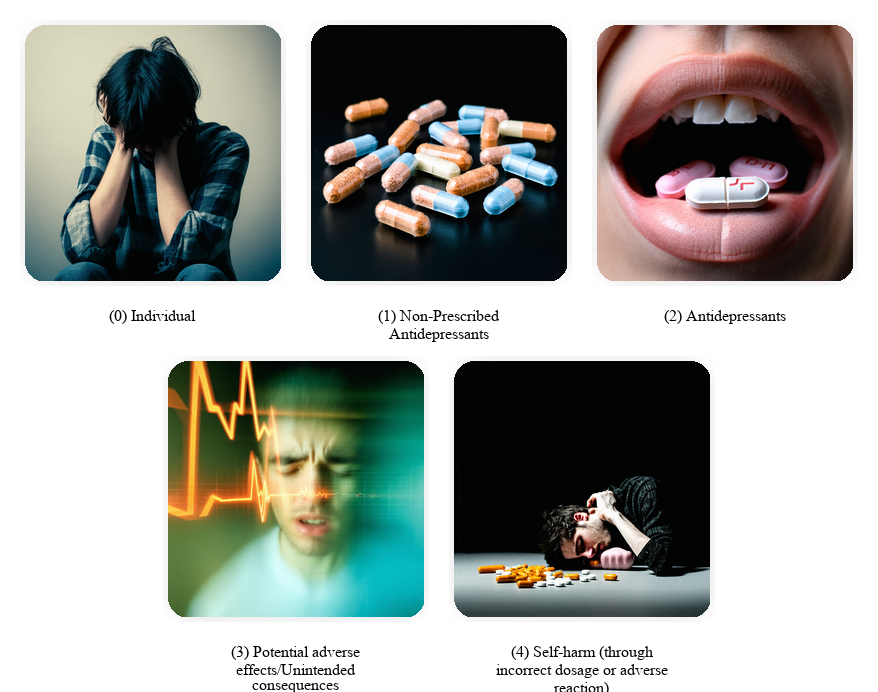 (0) Individual
(1) Non-Prescribed
Antidepressants
(2) Antidepressants
(3) Potential adverse
effects/Unintended
consequences
(4) Self-harm (through
incorrect dosage or adverse
reaction)